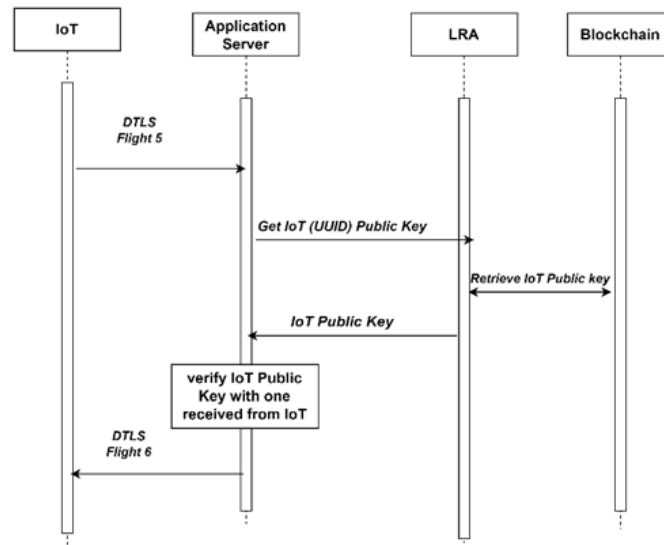 IoT
Application
Server
LRA
Blockchain
DTLS
Flight 5
Get IoT (UUID) Public Key
Retrieve IoT Public key
IoT Public Key
verify IoT Public
Key with one
received from IoT
DTLS
Flight 6